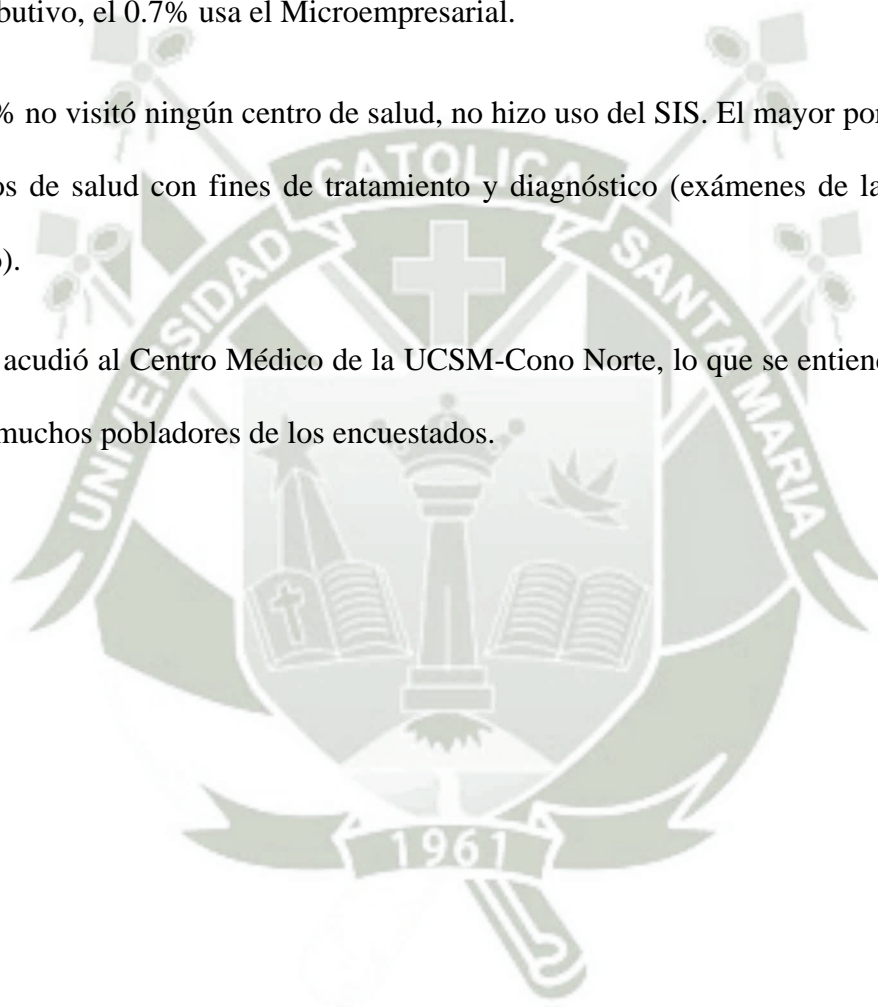 butivo, el 0.7% usa el Microempresarial.
% no visitó ningún centro de salud, no hizo uso del SIS. El mayor por
os de salud con fines de tratamiento y diagnóstico (exámenes de la
).
acudió al Centro Médico de la UCSM-Cono Norte, lo que se entien
muchos pobladores de los encuestados.
UNIVERSIDAD CATOLICA SANTA MARIA
1961